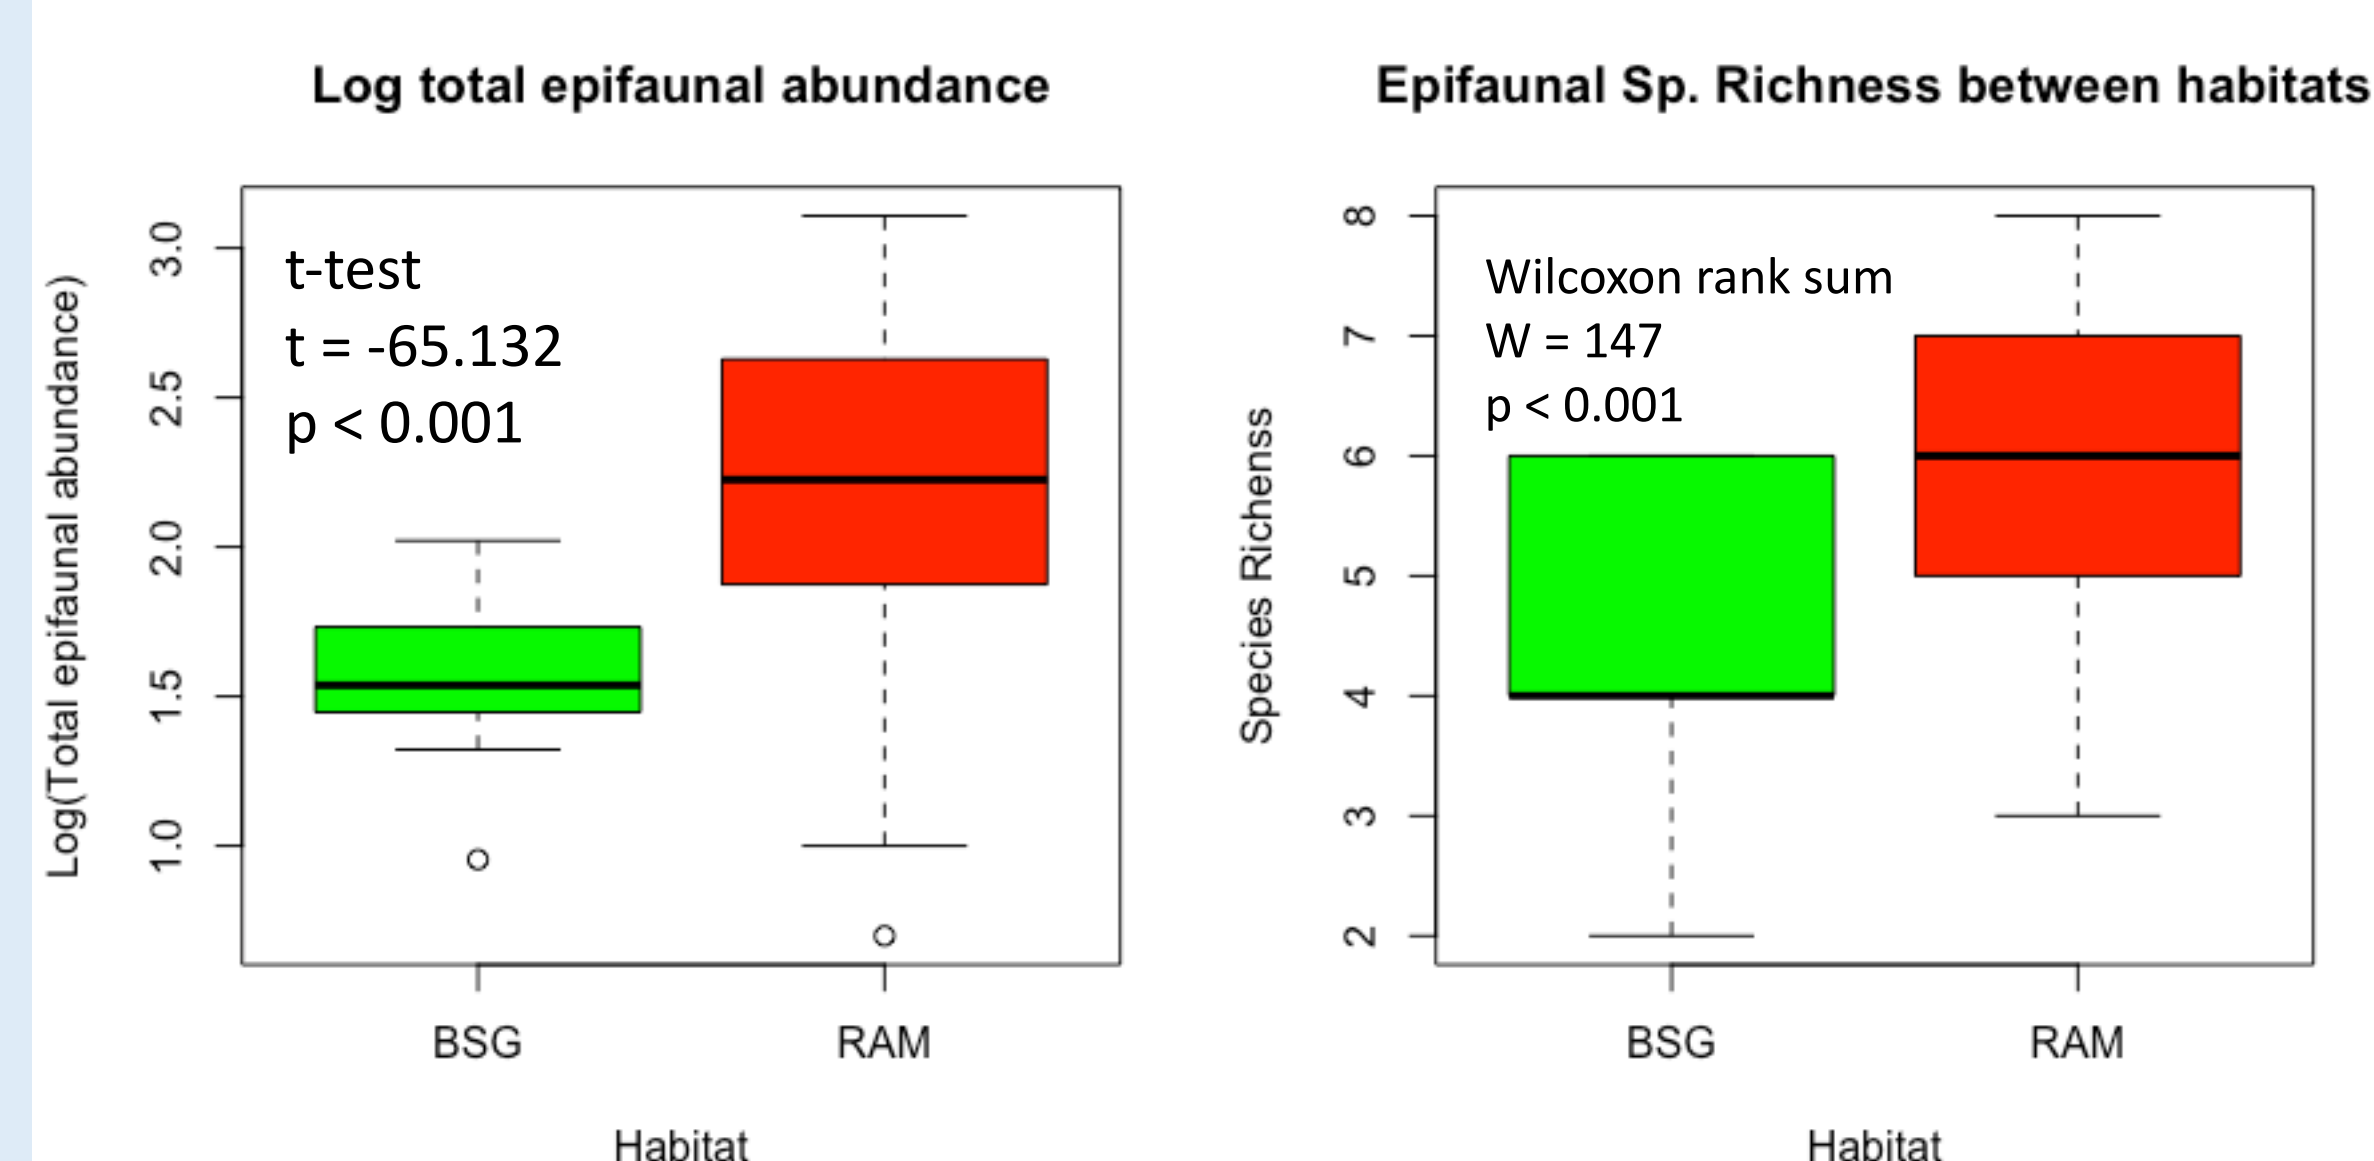 Log total epifaunal abundance
Log(Total epifaunal abundance)
3.0
2.5
2.0
1.5
1.0
t-test
t = -65.132
p < 0.001
BSG RAM
Habitat
Epifaunal Sp. Richness between habitats
Species Richenss
8
7
6
5
4
3
2
Wilcoxon rank sum
W = 147
p < 0.001
BSG RAM
Habitat